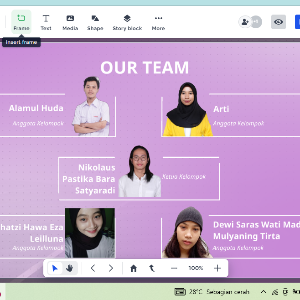 Frame Text Media Shape Story block More
Insert frame
OUR TEAM
Alamul Huda
Anggota Kelompok
Arti
Anggota Kelompok
Nikolaus
Pastika Bara
Satyaradi
Ketua Kelompok
hatzi Hawa Eza
Leilluna
Anggota Kelompok
Dewi Saras Wati Mad
Mulyaning Tirta
Anggota Kelompok
100%
28°C Sebagian cerah